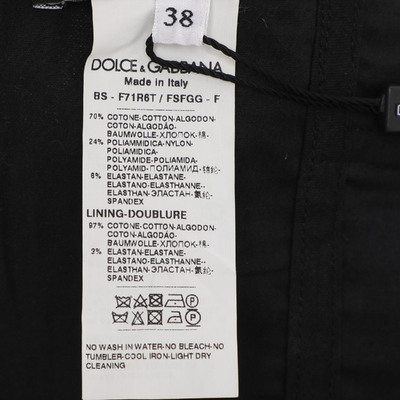 38
DOLCE & GABBANA
Made in Italy
BS - F71R6T / FSFGG - F
70% COTONE-COTTON-ALGODON-
COTON-ALGODÃO-
BAUMWOLLE-ХЛОПОК-棉-
24% POLIAMMIDICA-NYLON-
POLIAMIDICA-
POLYAMIDE-POLIAMIDA-
POLYAMID-ПОЛИАМИД-
6% ELASTAN-ELASTANE-
ELASTANO-ELASTHANNE--
ELASTHAN-ЭЛАСТАН-氨纶-
SPANDEX
LINING-DOUBLURE
97% COTONE-COTTON-ALGODON-
COTON-ALGODÃO-
BAUMWOLLE-ХЛОПОК-棉-
3% ELASTAN-ELASTANE-
ELASTANO-ELASTHANNE--
ELASTHAN-ЭЛАСТАН-氨纶-
SPANDEX
P
NO WASH IN WATER-NO BLEACH-NO
TUMBLER-COOL IRON-LIGHT DRY
CLEANING